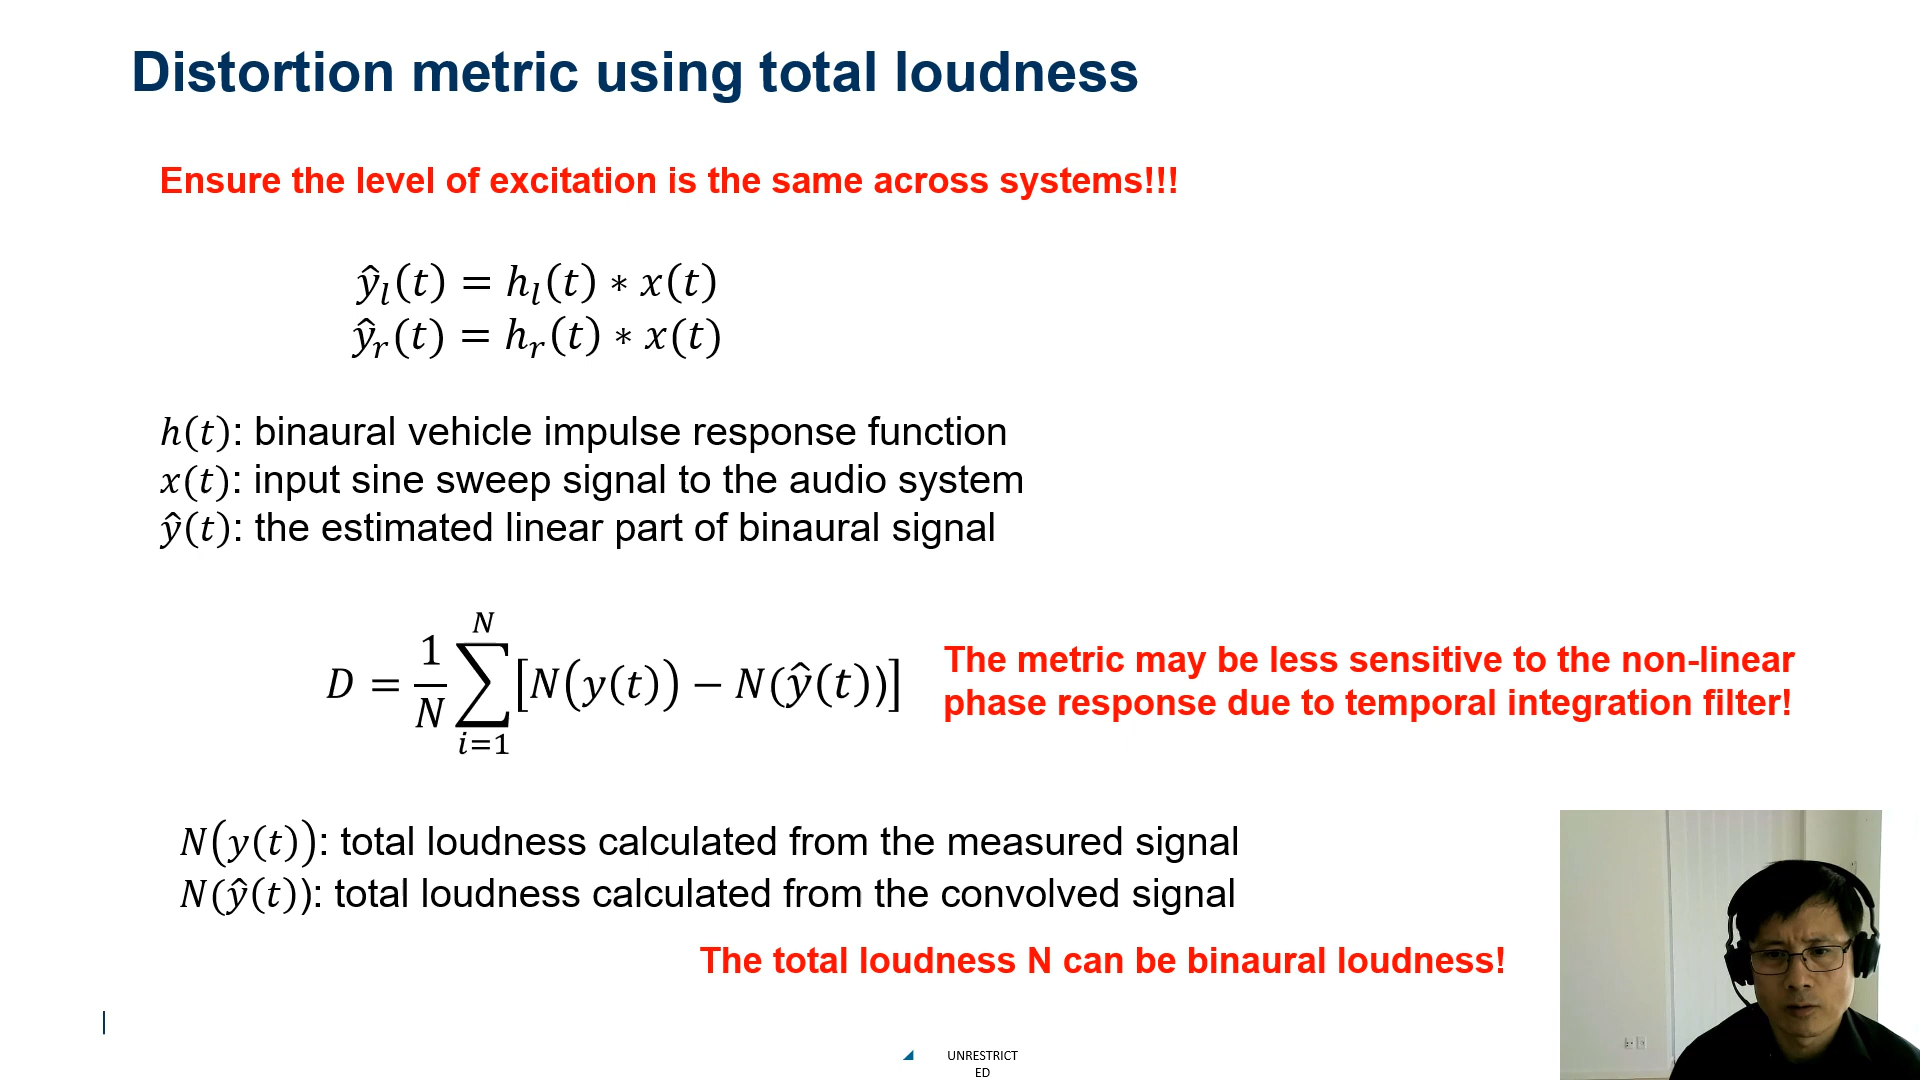 Distortion metric using total loudness
Ensure the level of excitation is the same across systems!!!
ŷₗ(t) = hₗ(t) ∗ x(t)
ŷᵣ(t) = hᵣ(t) ∗ x(t)
h(t): binaural vehicle impulse response function
x(t): input sine sweep signal to the audio system
ŷ(t): the estimated linear part of binaural signal
D = 1/N ∑_{i=1}^{N} [N(y(t)) − N(ŷ(t))]
The metric may be less sensitive to the non-linear
phase response due to temporal integration filter!
N(y(t)): total loudness calculated from the measured signal
N(ŷ(t)): total loudness calculated from the convolved signal
The total loudness N can be binaural loudness!
UNRESTRICT
ED